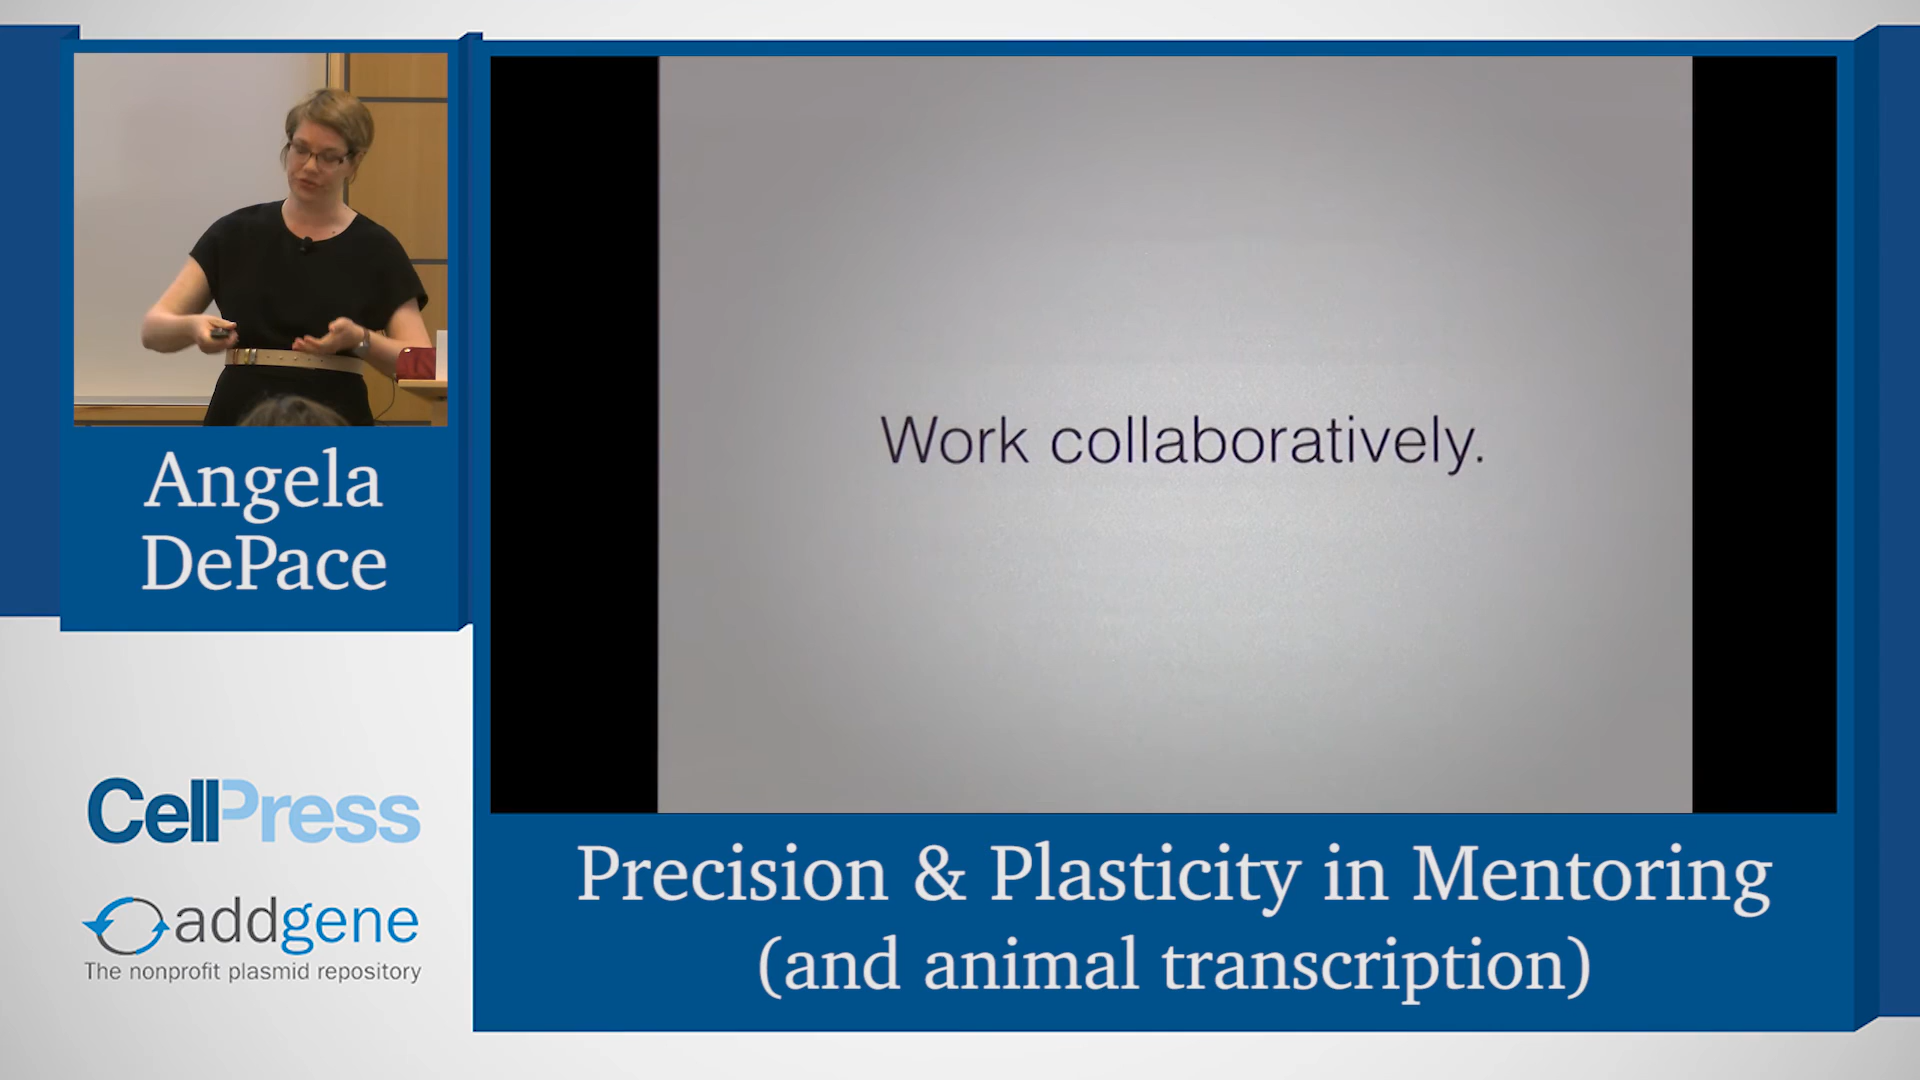 Work collaboratively.
Angela
DePace
CellPress
addgene
The nonprofit plasmid repository
Precision & Plasticity in Mentoring
(and animal transcription)